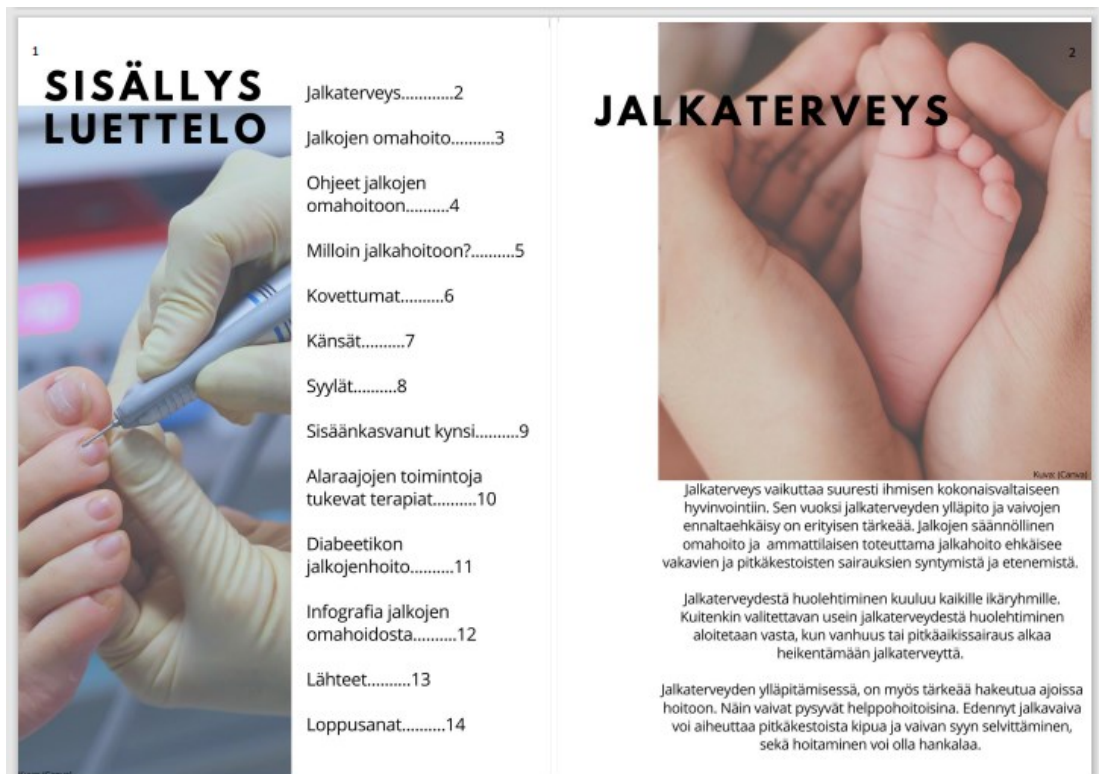 1
SISÄLLYS
LUETTELO
Jalkaterveys............2
Jalkojen omahoito..........3
Ohjeet jalkojen
omahoitoon..........4
Milloin jalkahoitoon?..........5
Kovettumat..........6
Känsät..........7
Syylät..........8
Sisäänkasvanut kynsi..........9
Alaraajojen toimintoja
tukevat terapiat..........10
Diabeetikon
jalkojenhoito..........11
Infografia jalkojen
omahoidosta..........12
Lähteet..........13
Loppusanat..........14
2
JALKATERVEYS
Kuva: (Canva)
Jalkaterveys vaikuttaa suuresti ihmisen kokonaisvaltaiseen
hyvinvointiin. Sen vuoksi jalkaterveyden ylläpito ja vaivojen
ennaltaehkäisy on erityisen tärkeää. Jalkojen säännöllinen
omahoito ja ammattilaisen toteuttama jalkahoito ehkäisee
vakavien ja pitkäkestoisten sairauksien syntymistä ja etenemistä.
Jalkaterveydestä huolehtiminen kuuluu kaikille ikäryhmille.
Kuitenkin valitettavan usein jalkaterveydestä huolehtiminen
aloitetaan vasta, kun vanhuus tai pitkäaikissairaus alkaa
heikentämään jalkaterveyttä.
Jalkaterveyden ylläpitämisessä, on myös tärkeää hakeutua ajoissa
hoitoon. Näin vaivat pysyvät helppohoitoisina. Edennyt jalkavaiva
voi aiheuttaa pitkäkestoista kipua ja vaivan syyn selvittäminen,
sekä hoitaminen voi olla hankalaa.